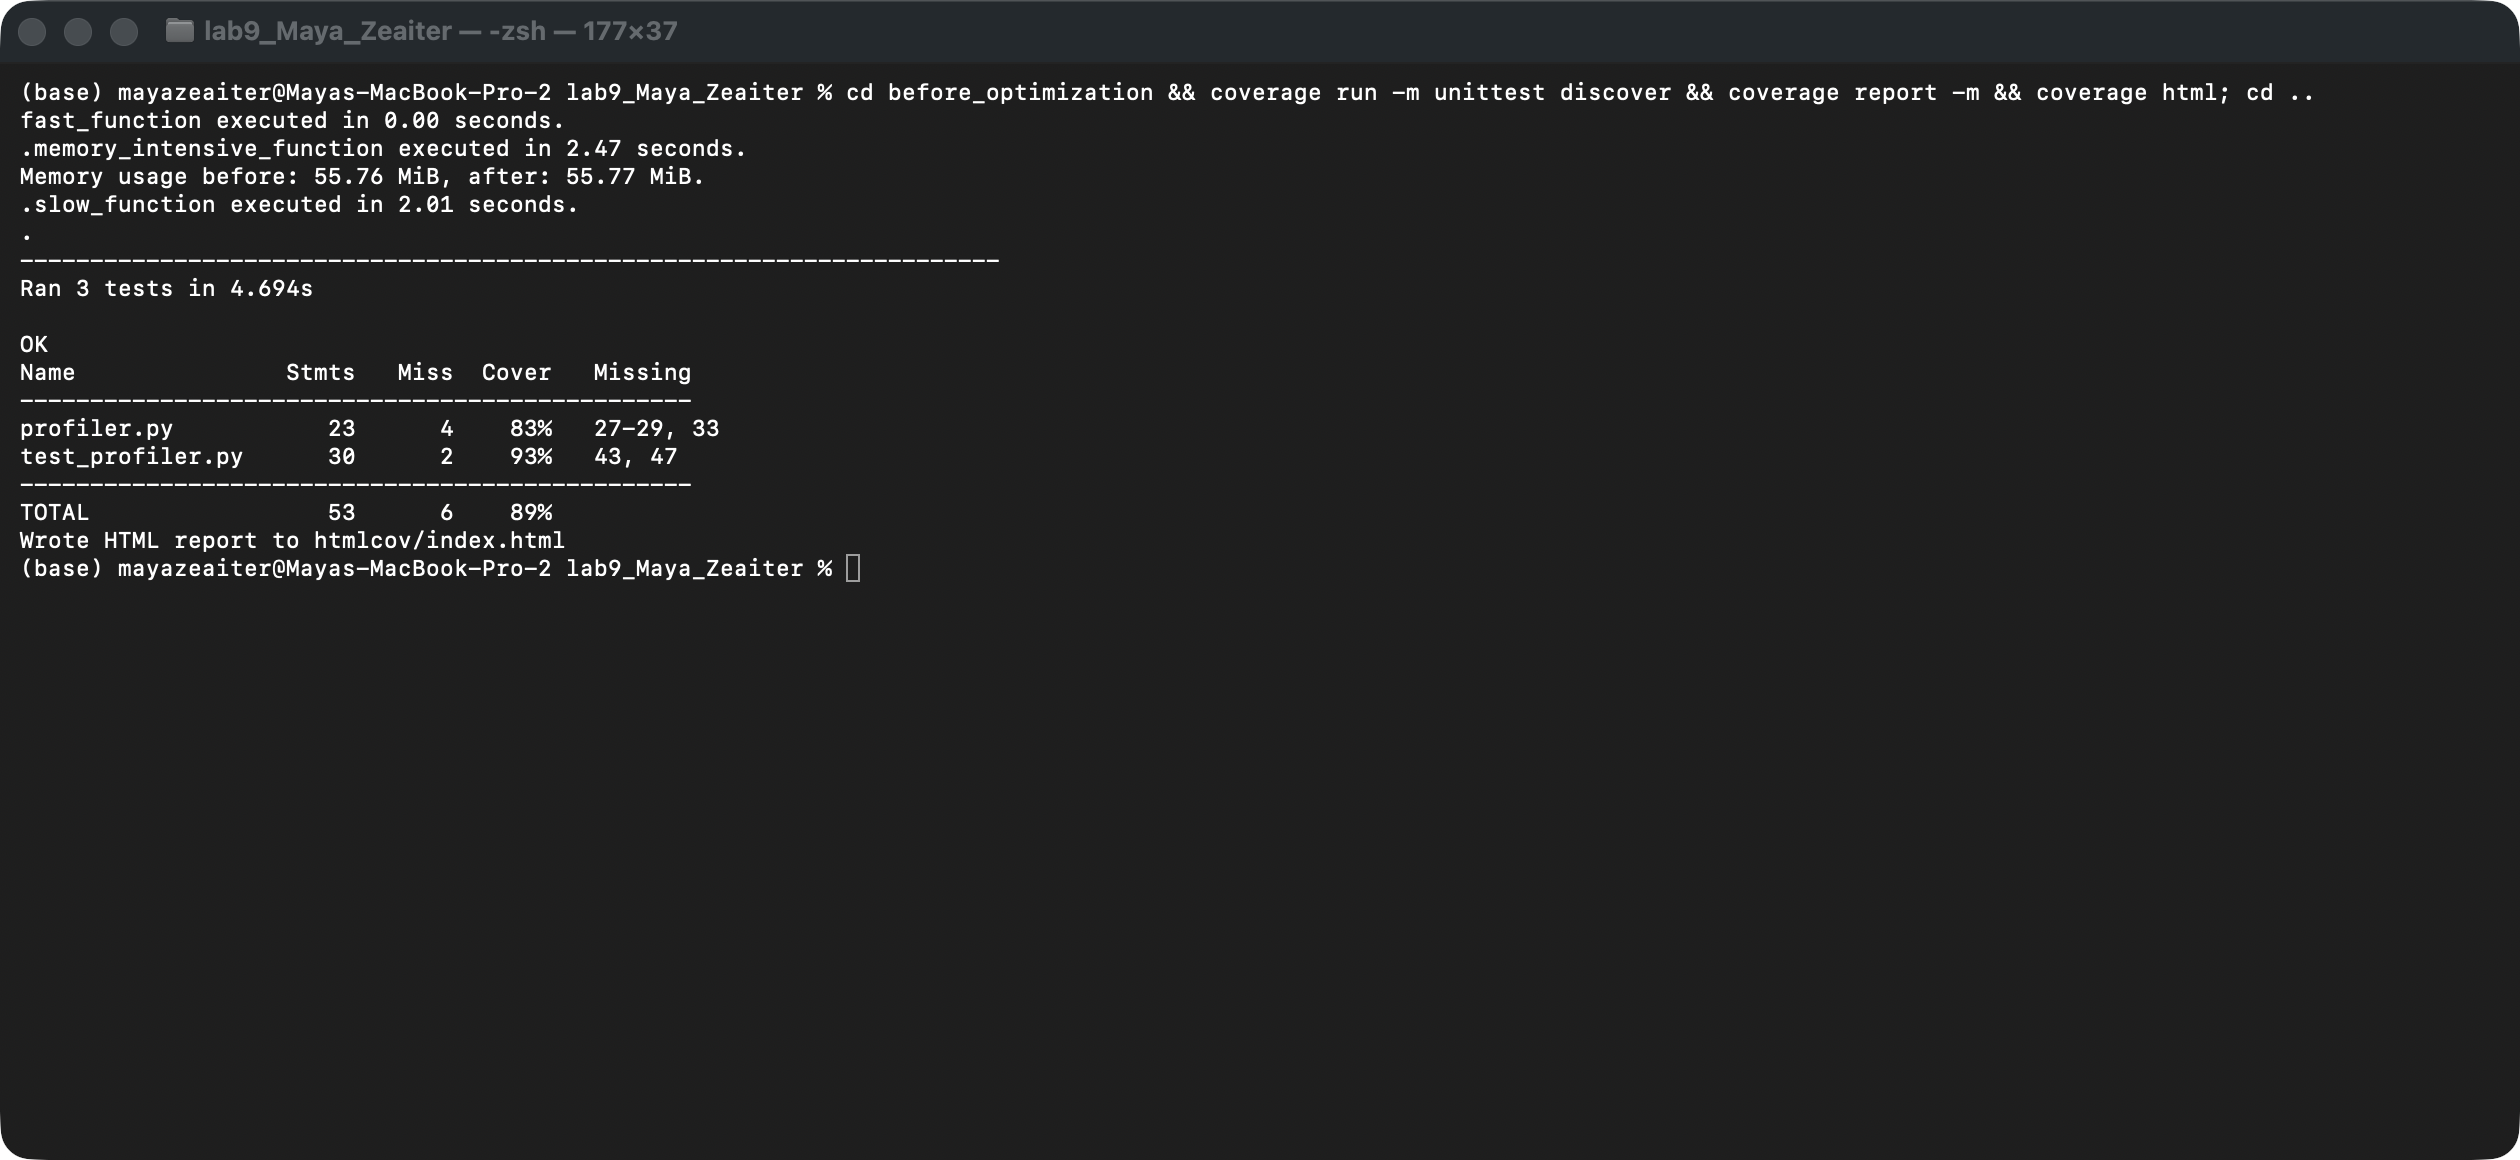 lab9_Maya_Zeaiter — -zsh — 177×37
(base) mayazeaiter@Mayas-MacBook-Pro-2 lab9_Maya_Zeaiter % cd before_optimization && coverage run -m unittest discover && coverage report -m && coverage html; cd ..
fast_function executed in 0.00 seconds.
.memory_intensive_function executed in 2.47 seconds.
Memory usage before: 55.76 MiB, after: 55.77 MiB.
.slow_function executed in 2.01 seconds.
.
----------------------------------------------------------------------
Ran 3 tests in 4.694s

OK
Name               Stmts   Miss  Cover   Missing
------------------------------------------------
profiler.py           23      4    83%   27-29, 33
test_profiler.py      30      2    93%   43, 47
------------------------------------------------
TOTAL                 53      6    89%
Wrote HTML report to htmlcov/index.html
(base) mayazeaiter@Mayas-MacBook-Pro-2 lab9_Maya_Zeaiter %